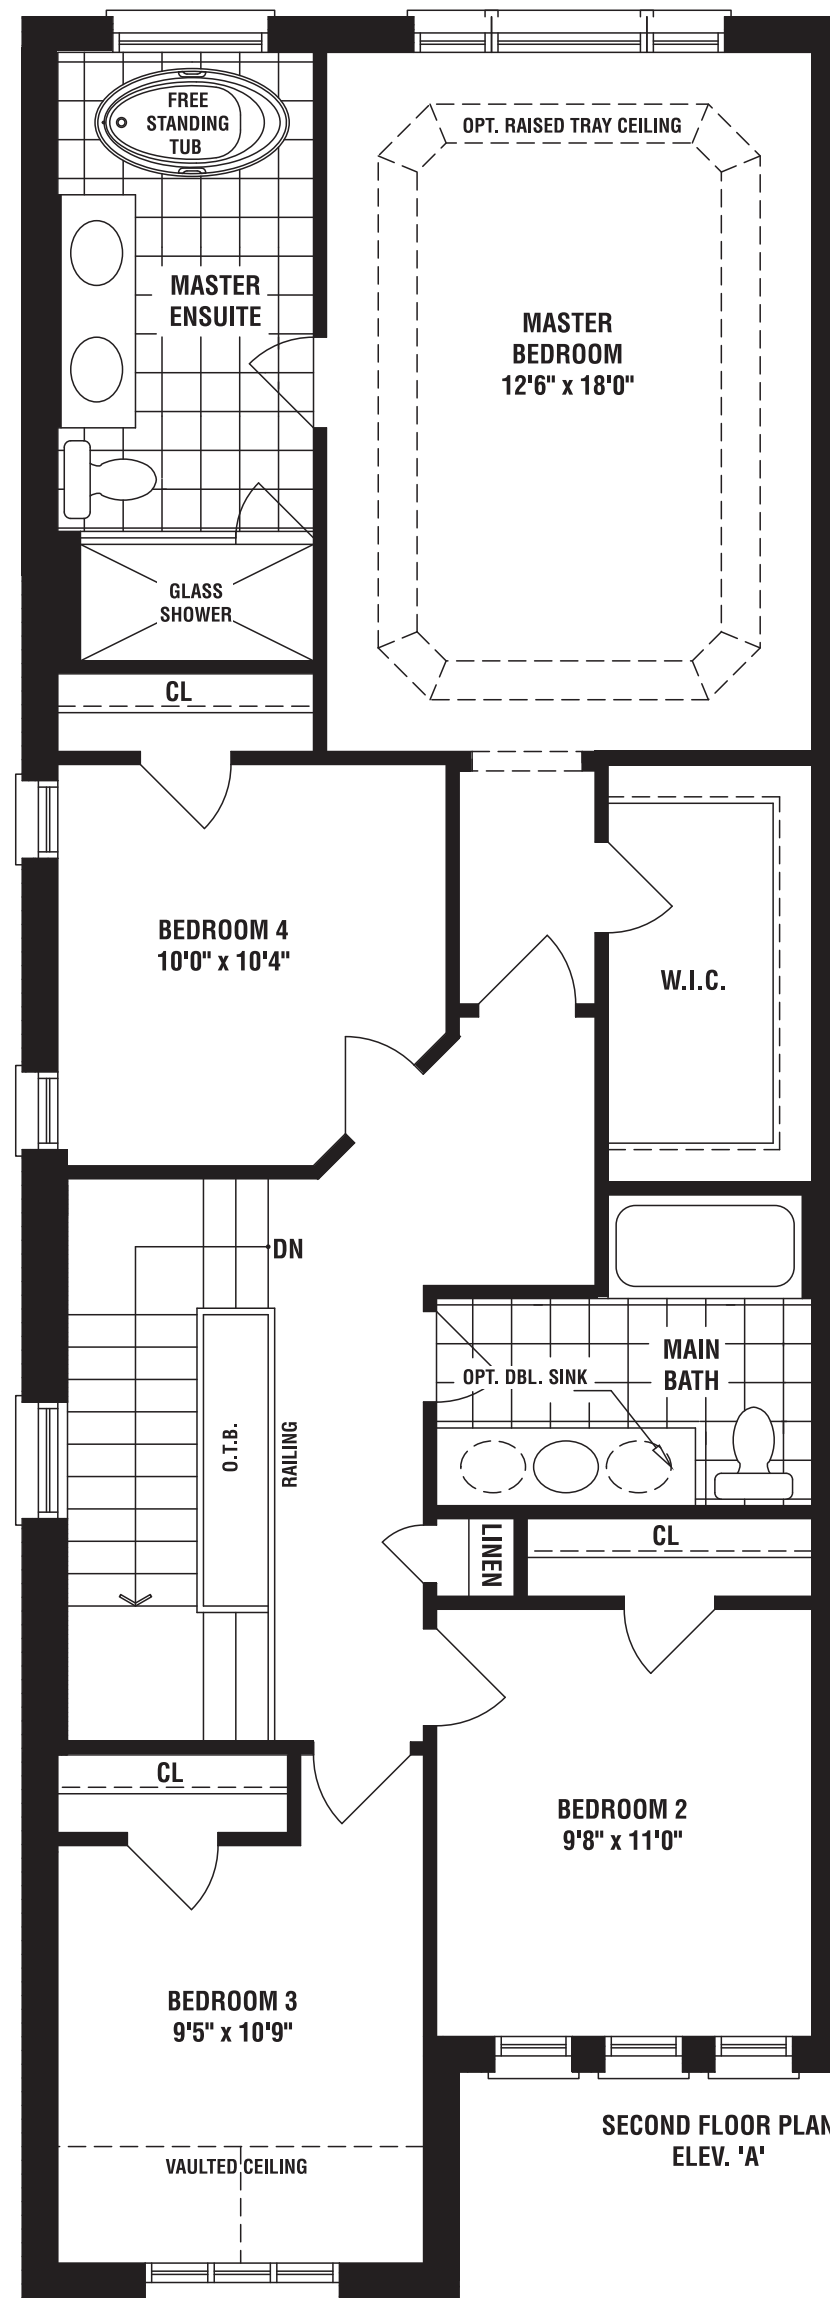 FREE
STANDING
TUB
OPT. RAISED TRAY CEILING
MASTER
ENSUITE
MASTER
BEDROOM
12'6" x 18'0"
GLASS
SHOWER
CL
BEDROOM 4
10'0" x 10'4"
W.I.C.
DN
MAIN
BATH
OPT. DBL. SINK
O.T.B.
RAILING
LINEN
CL
CL
BEDROOM 2
9'8" x 11'0"
BEDROOM 3
9'5" x 10'9"
VAULTED CEILING
SECOND FLOOR PLAN
ELEV. 'A'